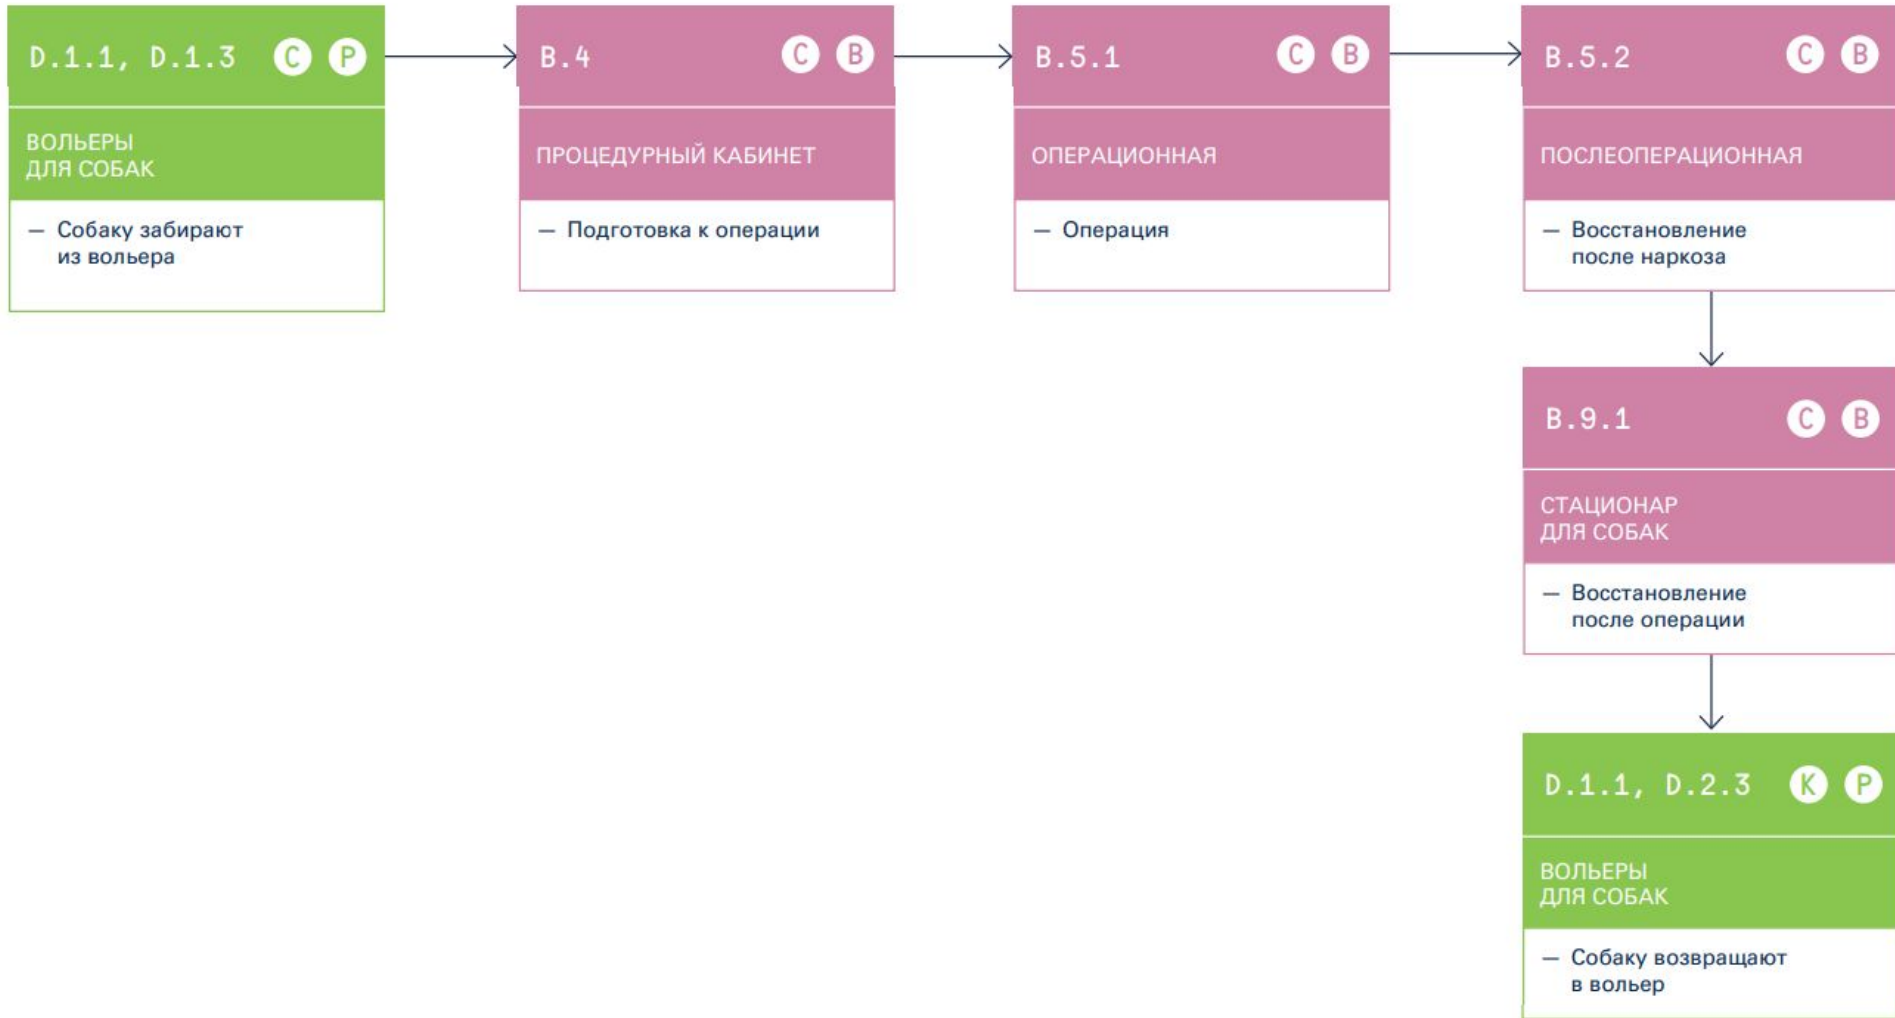 D.1.1, D.1.3 С Р
ВОЛЬЕРЫ
ДЛЯ СОБАК
— Собаку забирают
из вольера
B.4 С В
ПРОЦЕДУРНЫЙ КАБИНЕТ
— Подготовка к операции
B.5.1 С В
ОПЕРАЦИОННАЯ
— Операция
B.5.2 С В
ПОСЛЕОПЕРАЦИОННАЯ
— Восстановление
после наркоза
B.9.1 С В
СТАЦИОНАР
ДЛЯ СОБАК
— Восстановление
после операции
D.1.1, D.2.3 К Р
ВОЛЬЕРЫ
ДЛЯ СОБАК
— Собаку возвращают
в вольер